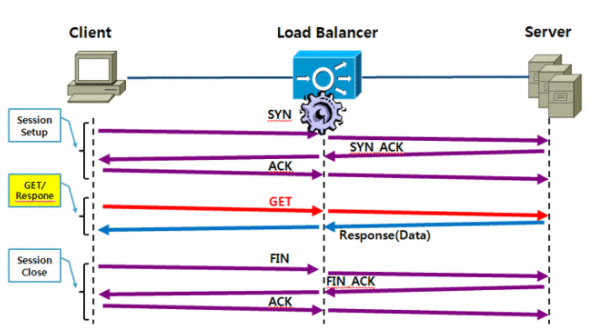 Client
Load Balancer
Server
Session
Setup
SYN
SYN_ACK
ACK
GET/
Respone
GET
Response(Data)
Session
Close
FIN
FIN_ACK
ACK